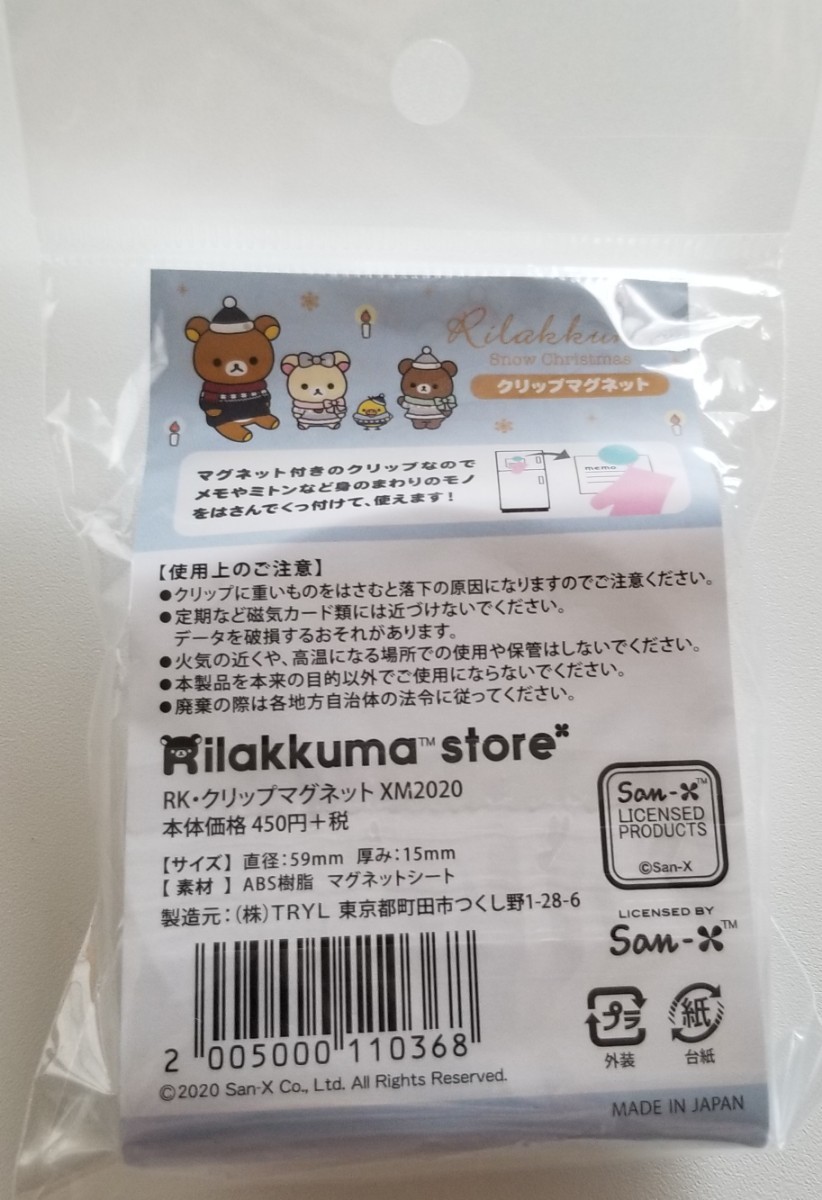 Rilakkuma
Snow Christmas
クリップマグネット
マグネット付きのクリップなので
メモやミトンなど身のまわりのモノ
をはさんでくっ付けて、使えます!
memo
【使用上のご注意】
●クリップに重いものをはさむと落下の原因になりますのでご注意ください。
●定期など磁気カード類には近づけないでください。
データを破損するおそれがあります。
●火気の近くや、高温になる場所での使用や保管はしないでください。
●本製品を本来の目的以外でご使用にならないでください。
●廃棄の際は各地方自治体の法令に従ってください。
Rilakkuma™ store
RK・クリップマグネット XM2020
本体価格 450円+税
【サイズ】 直径:59mm 厚み:15mm
【 素材 】 ABS樹脂 マグネットシート
製造元:(株)TRYL 東京都町田市つくし野1-28-6
San-X™
LICENSED
PRODUCTS
©San-X
LICENSED BY
San-X™
プラ
外装
紙
台紙
2 005000 110368
©2020 San-X Co., Ltd. All Rights Reserved.
MADE IN JAPAN